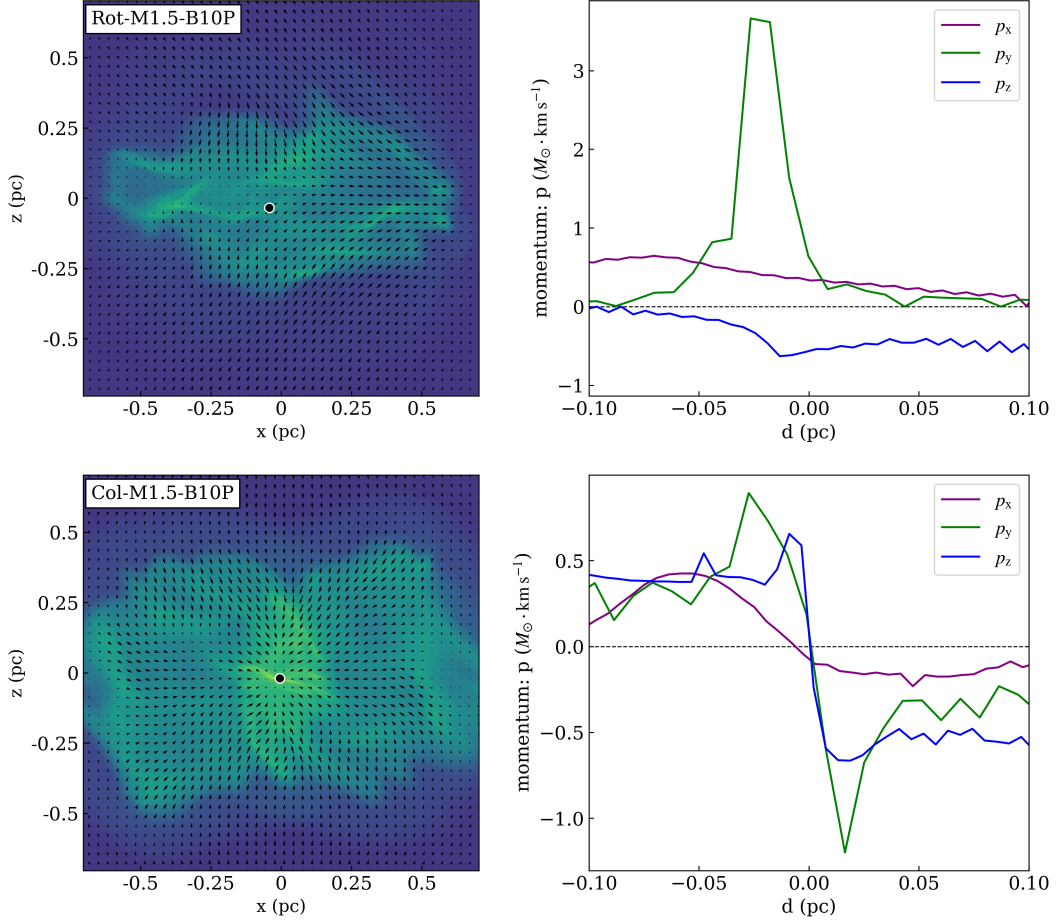 Rot-M1.5-B10P
0.5
0.25
0
-0.25
-0.5
z (pc)
-0.5 -0.25 0 0.25 0.5
x (pc)
3
2
1
0
−1
momentum: p (M⊙·km s⁻¹)
pₓ
p_y
p_z
−0.10 −0.05 0.00 0.05 0.10
d (pc)
Col-M1.5-B10P
0.5
0.25
0
-0.25
-0.5
z (pc)
-0.5 -0.25 0 0.25 0.5
x (pc)
0.5
0.0
−0.5
−1.0
momentum: p (M⊙·km s⁻¹)
pₓ
p_y
p_z
−0.10 −0.05 0.00 0.05 0.10
d (pc)